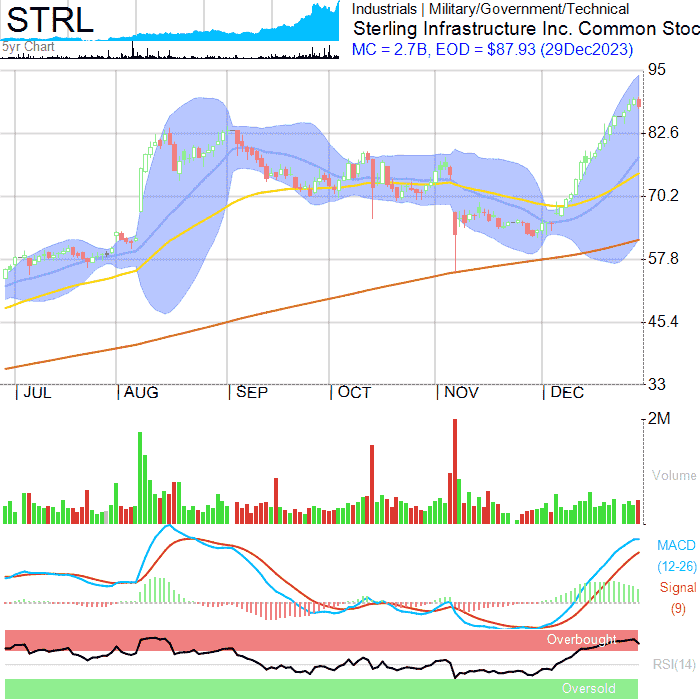 STRL
5yr Chart
Industrials | Military/Government/Technical
Sterling Infrastructure Inc. Common Stoc
MC = 2.7B, EOD = $87.93 (29Dec2023)
95
82.6
70.2
57.8
45.4
33
JUL AUG SEP OCT NOV DEC
2M
Volume
MACD
(12-26)
Signal
(9)
Overbought
RSI(14)
Oversold